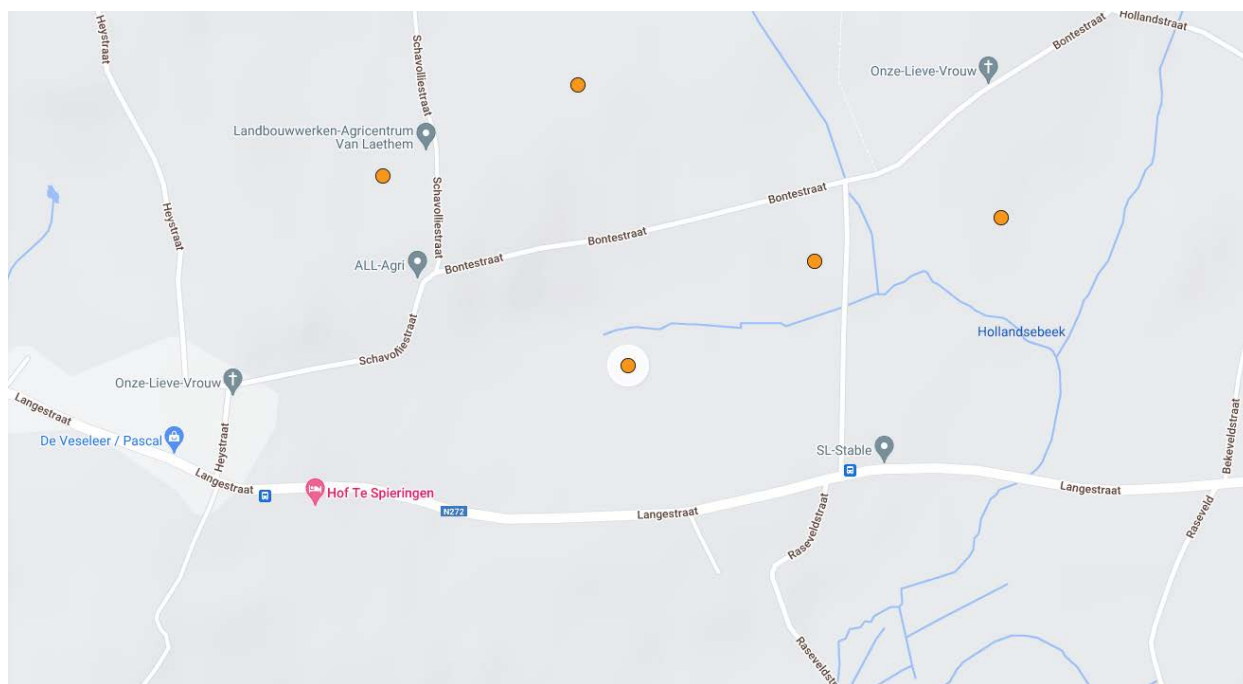 Hollandstraat
Heystraat
Schavolliestraat
Bontestraat
Onze-Lieve-Vrouw
Landbouwwerken-Agricentrum
Van Laethem
Schavolliestraat
Bontestraat
Heystraat
Bontestraat
ALL-Agri
Bontestraat
Hollandsebeek
Schavolliestraat
Onze-Lieve-Vrouw
Langestraat
De Veseleer / Pascal
Heystraat
Bekeveldstraat
SL-Stable
Langestraat
Hof Te Spieringen
Langestraat
N272
Langestraat
Raseveld
Raseveldstraat
Raseveldstraat